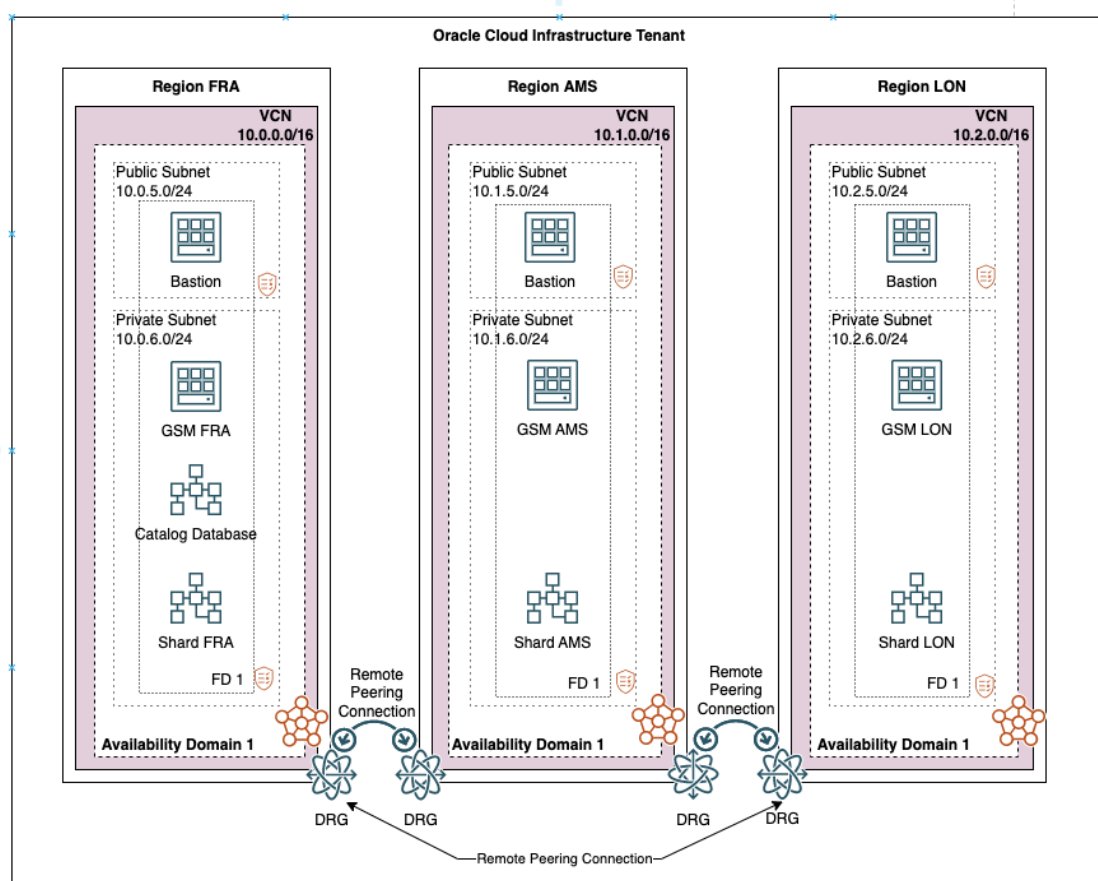 Oracle Cloud Infrastructure Tenant
Region FRA
VCN
10.0.0.0/16
Public Subnet
10.0.5.0/24
Bastion
Private Subnet
10.0.6.0/24
GSM FRA
Catalog Database
Shard FRA
FD 1
Availability Domain 1
Region AMS
VCN
10.1.0.0/16
Public Subnet
10.1.5.0/24
Bastion
Private Subnet
10.1.6.0/24
GSM AMS
Shard AMS
FD 1
Availability Domain 1
Region LON
VCN
10.2.0.0/16
Public Subnet
10.2.5.0/24
Bastion
Private Subnet
10.2.6.0/24
GSM LON
Shard LON
FD 1
Availability Domain 1
Remote
Peering
Connection
Remote
Peering
Connection
DRG
DRG
DRG
DRG
Remote Peering Connection